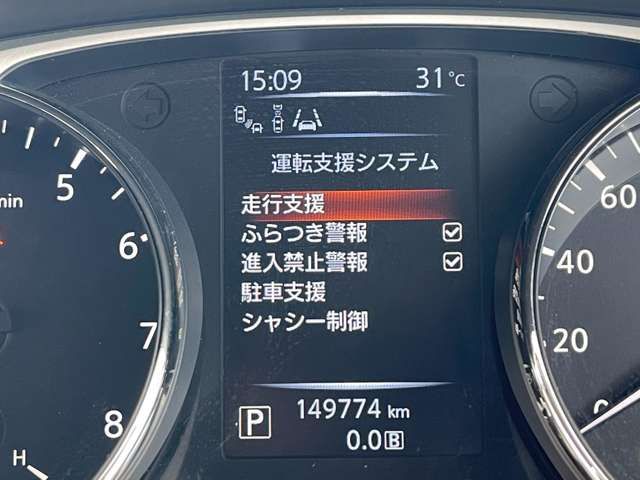 15:09 31℃
運転支援システム
走行支援
ふらつき警報
進入禁止警報
駐車支援
シャシー制御
P 149774 km
0.0 B
min
5
6
7
8
H
60
40
20
0